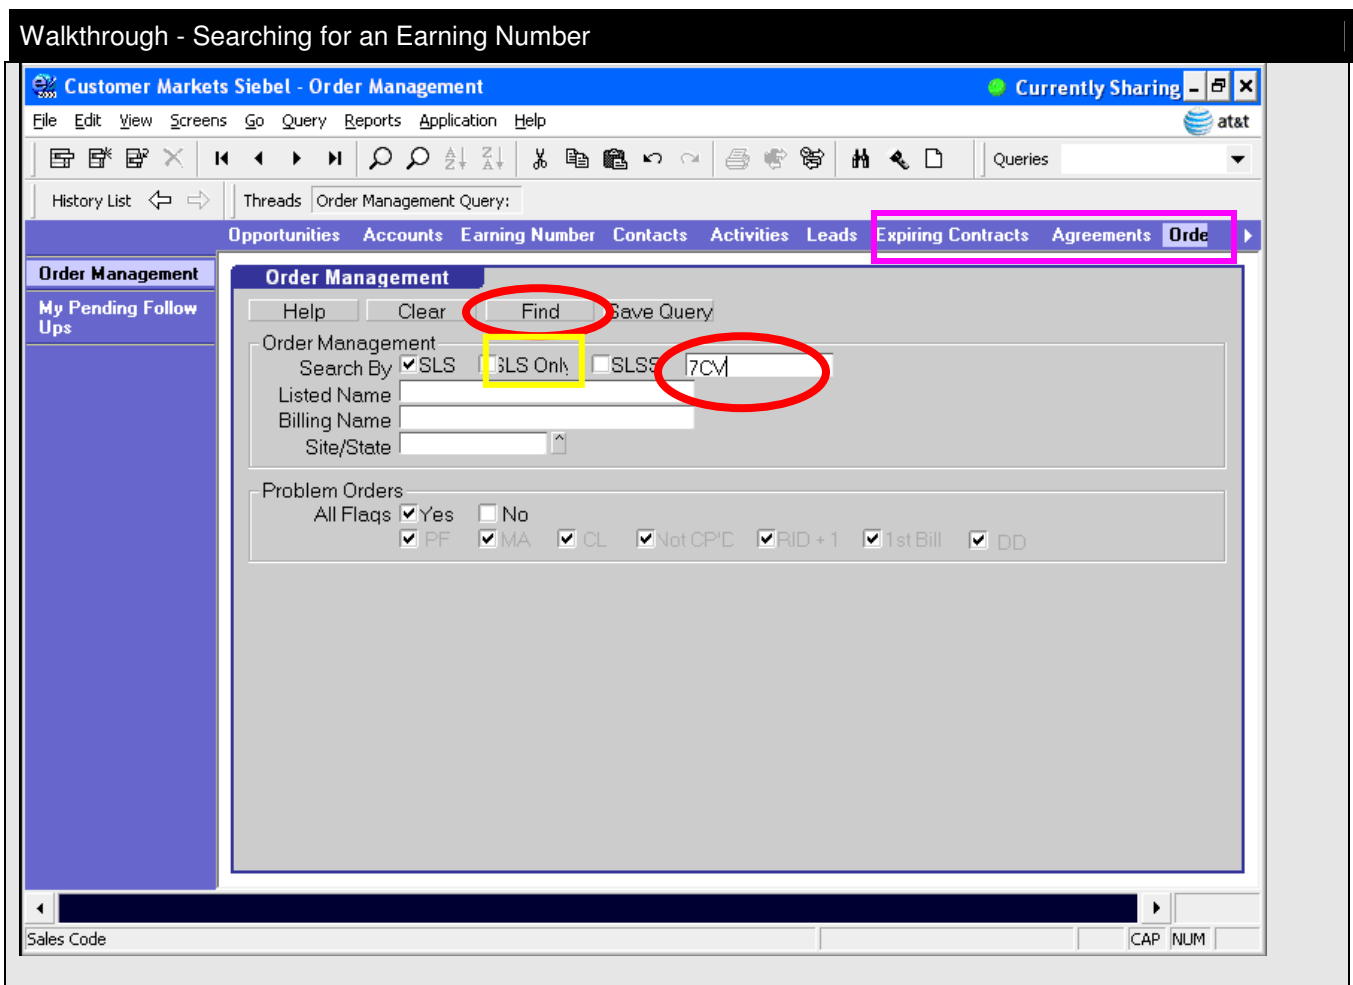 Walkthrough - Searching for an Earning Number
Customer Markets Siebel - Order Management
Currently Sharing
File Edit View Screens Go Query Reports Application Help
at&t
Queries
History List
Threads Order Management Query:
Opportunities Accounts Earning Number Contacts Activities Leads Expiring Contracts Agreements Orde
Order Management
My Pending Follow
Ups
Order Management
Help Clear Find Save Query
Order Management
Search By SLS SLS Only SLSS 7CV
Listed Name
Billing Name
Site/State
Problem Orders
All Flags Yes No
PF MA CL Not CP'D RID + 1 1st Bill DD
Sales Code
CAP NUM